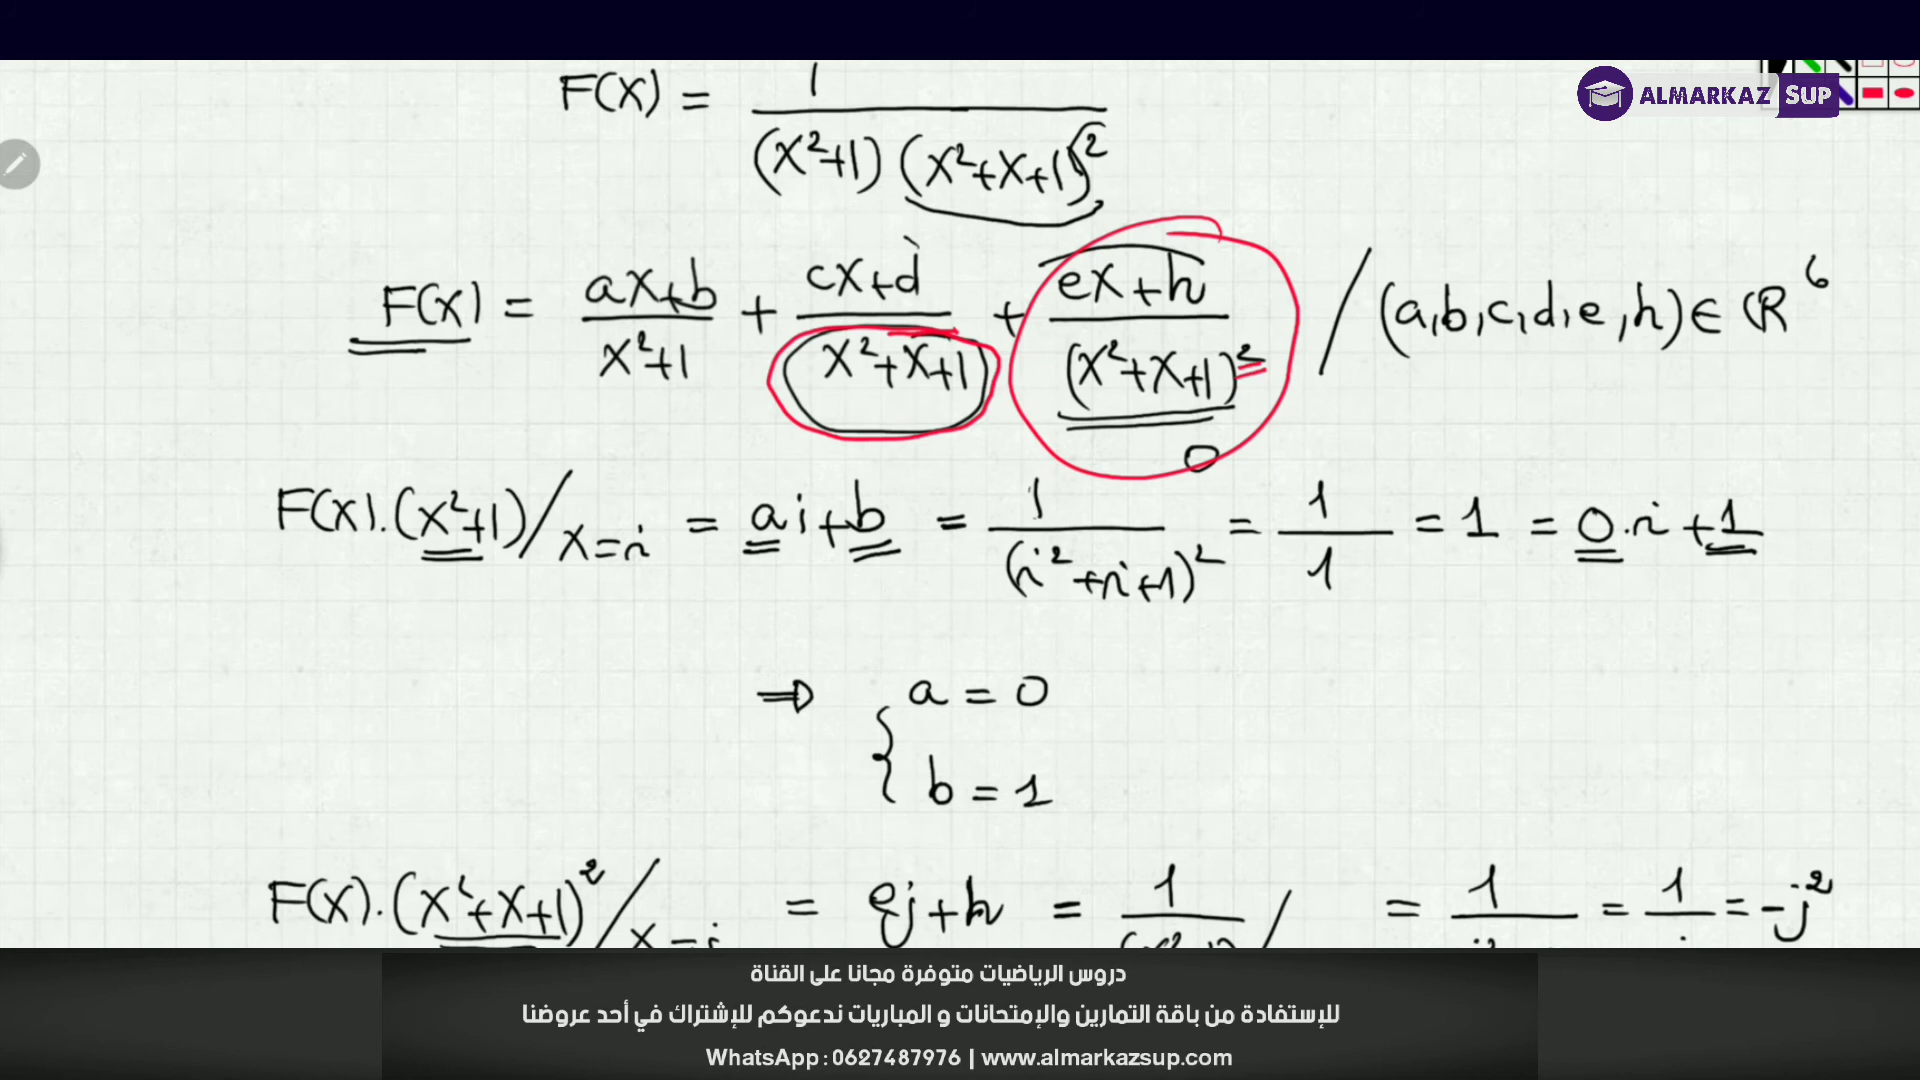 ALMARKAZ SUP
F(X) = 1 / (X²+1)(X²+X+1)²
F(X) = aX+b / X²+1 + cX+d / X²+X+1 + eX+h / (X²+X+1)² / (a,b,c,d,e,h) ∈ ℝ⁶
0
F(X).(X²+1) / X=i = ai+b = 1 / (i²+i+1)² = 1/1 = 1 = 0.i+1
⇒ { a = 0
b = 1
F(X).(X²+X+1)² / X=j = ej+h = 1 / = 1 = 1 = -j²
دروس الرياضيات متوفرة مجانا على القناة
للإستفادة من باقة التمارين والإمتحانات و المباريات ندعوكم للإشتراك في أحد عروضنا
WhatsApp : 0627487976 | www.almarkazsup.com